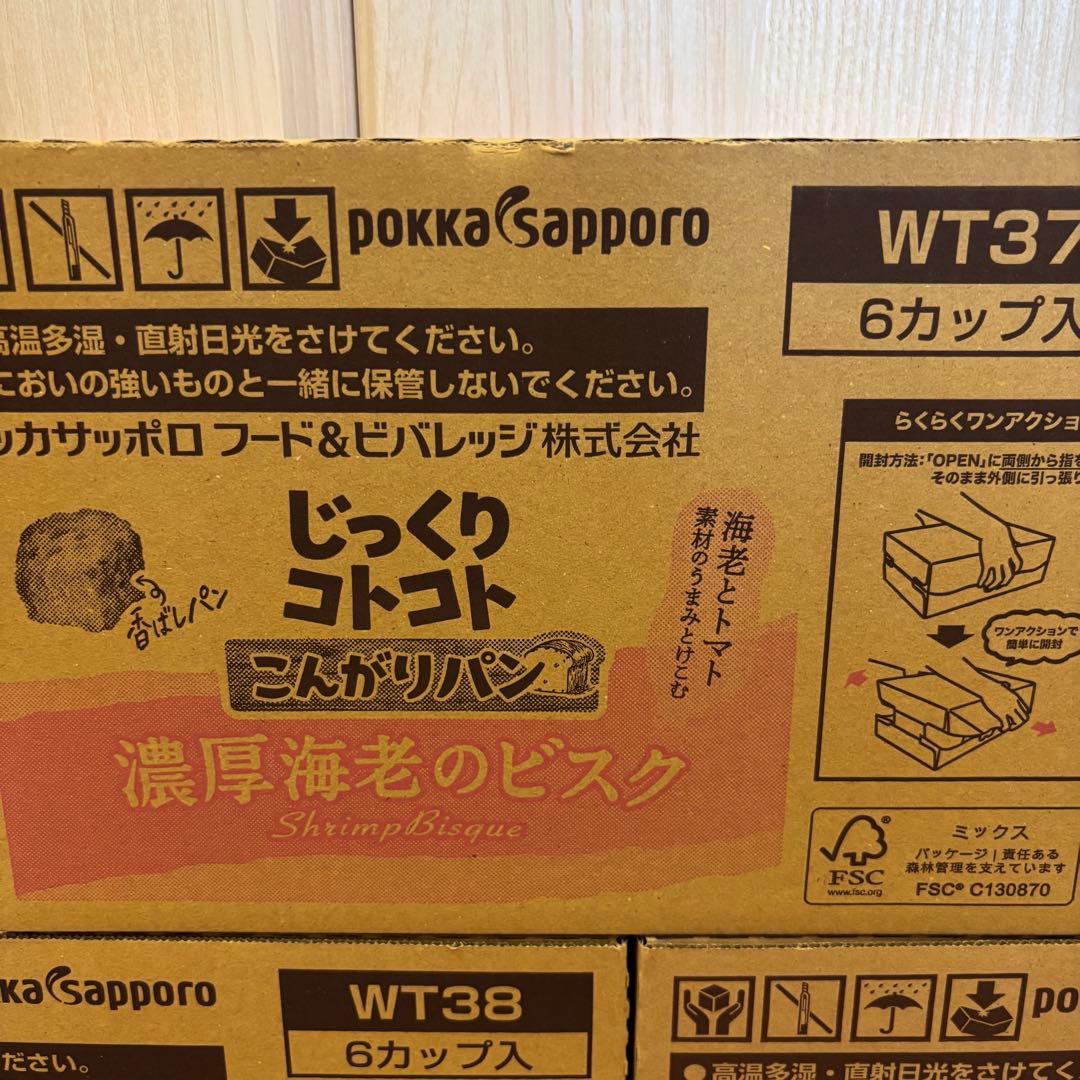 pokka sapporo
WT37
6カップ入
高温多湿・直射日光をさけてください。
においの強いものと一緒に保管しないでください。
ッカサッポロ フード&ビバレッジ株式会社
らくらくワンアクショ
開封方法:「OPEN」に両側から指を
そのまま外側に引っ張り
じっくり
コトコト
こんがりパン
香ばしパン
海老とトマト
素材のうまみとけこむ
ワンアクションで
簡単に開封
濃厚海老のビスク
Shrimp Bisque
FSC®
www.fsc.org
ミックス
パッケージ | 責任ある
森林管理を支えています
FSC® C130870
kka sapporo
WT38
6カップ入
ださい。
po
●高温多湿・直射日光をさけてく